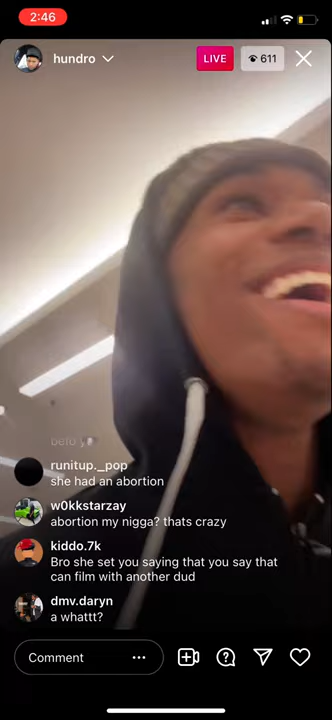 2:46
hundro
LIVE
611
runitup._pop
she had an abortion
w0kkstarzay
abortion my nigga? thats crazy
kiddo.7k
Bro she set you saying that you say that
can film with another dud
dmv.daryn
a whattt?
Comment